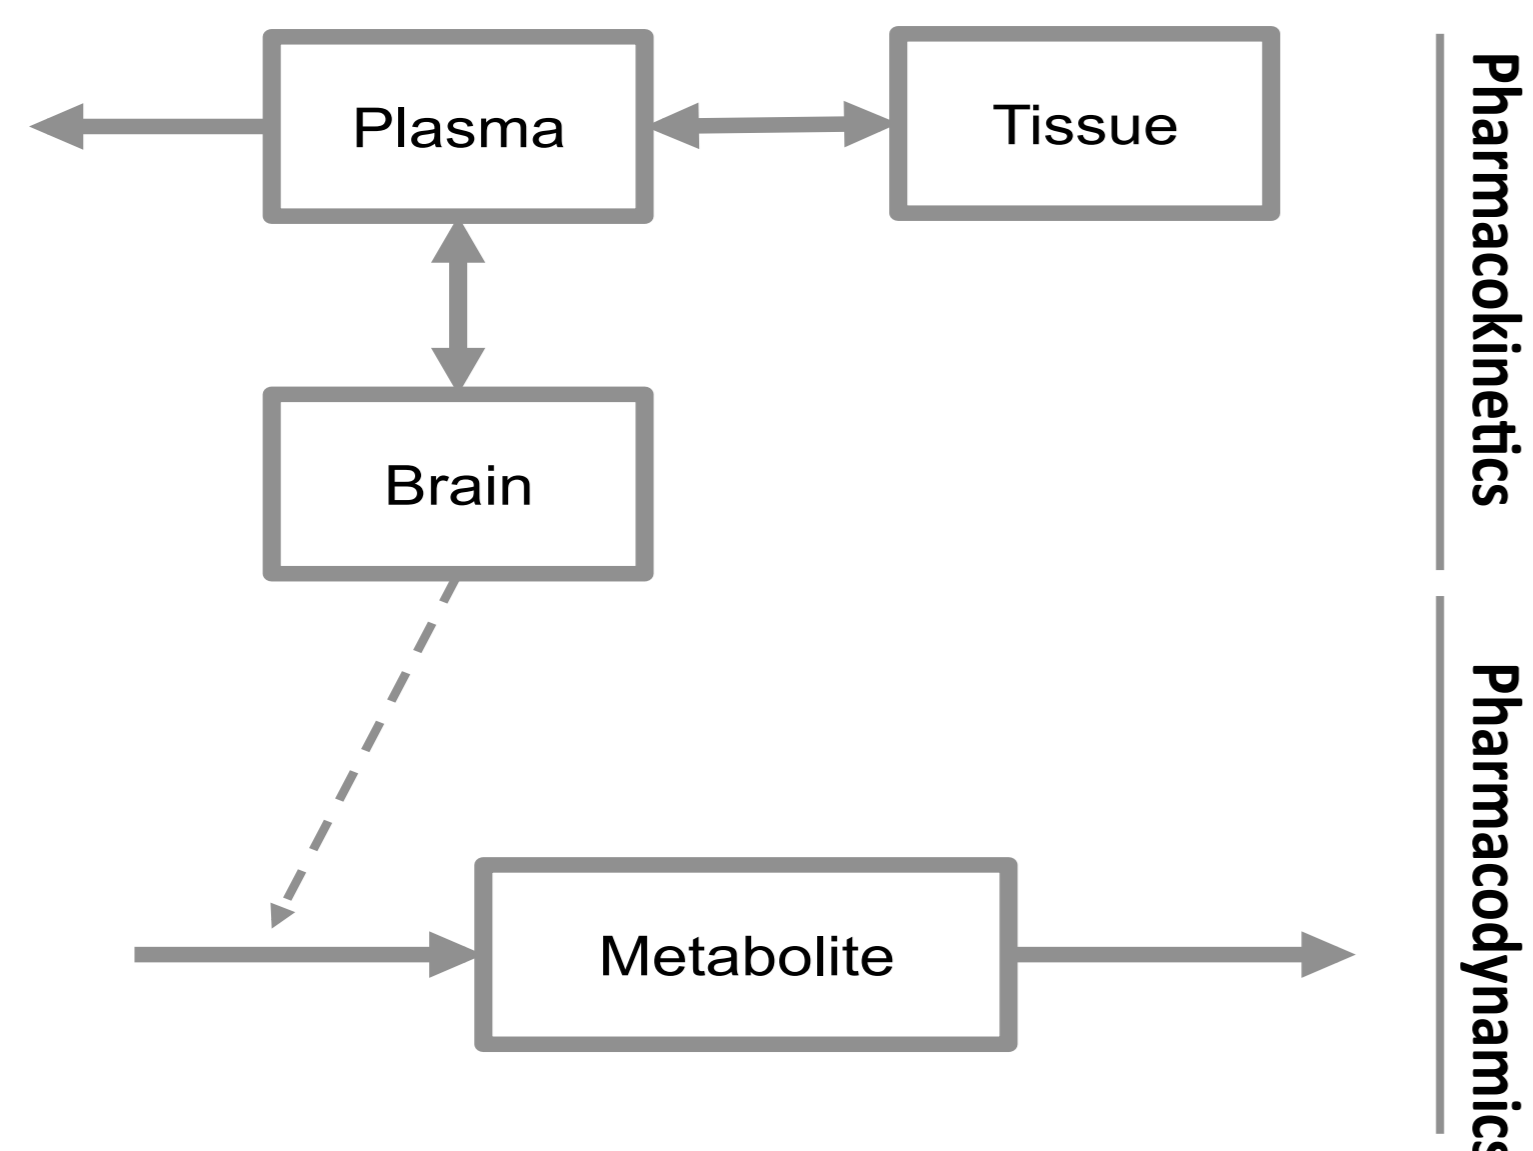 Plasma
Tissue
Brain
Metabolite
Pharmacokinetics
Pharmacodynamics